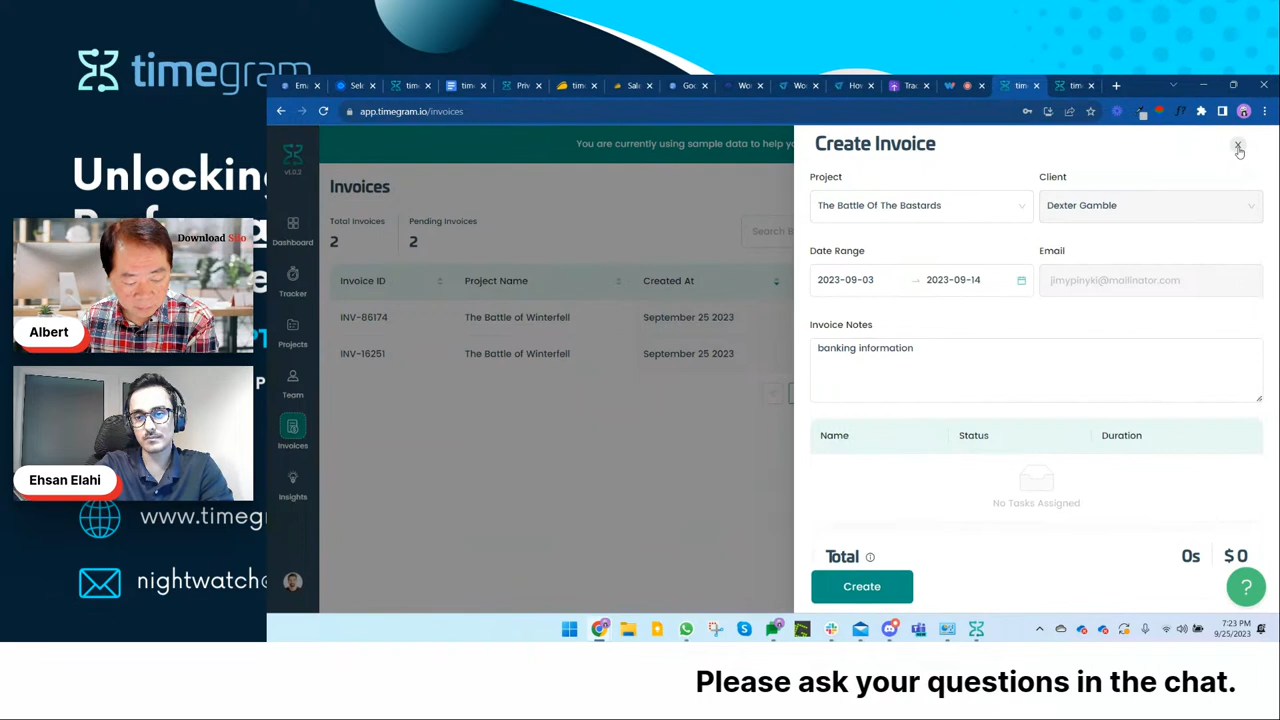 timegram
Unlocking
Download
Albert
Ehsan Elahi
www.timeg
nightwatch@
app.timegram.io/invoices
v1.0.2
Dashboard
Tracker
Projects
Team
Invoices
Insights
You are currently using sample data to help yo
Invoices
Total Invoices
2
Pending Invoices
2
Search B
Invoice ID
Project Name
Created At
INV-86174
The Battle of Winterfell
September 25 2023
INV-16251
The Battle of Winterfell
September 25 2023
Create Invoice
Project
Client
The Battle Of The Bastards
Dexter Gamble
Date Range
Email
2023-09-03
2023-09-14
jimypinyki@mailinator.com
Invoice Notes
banking information
Name
Status
Duration
No Tasks Assigned
Total
0s
$ 0
Create
?
7:23 PM
9/25/2023
Please ask your questions in the chat.